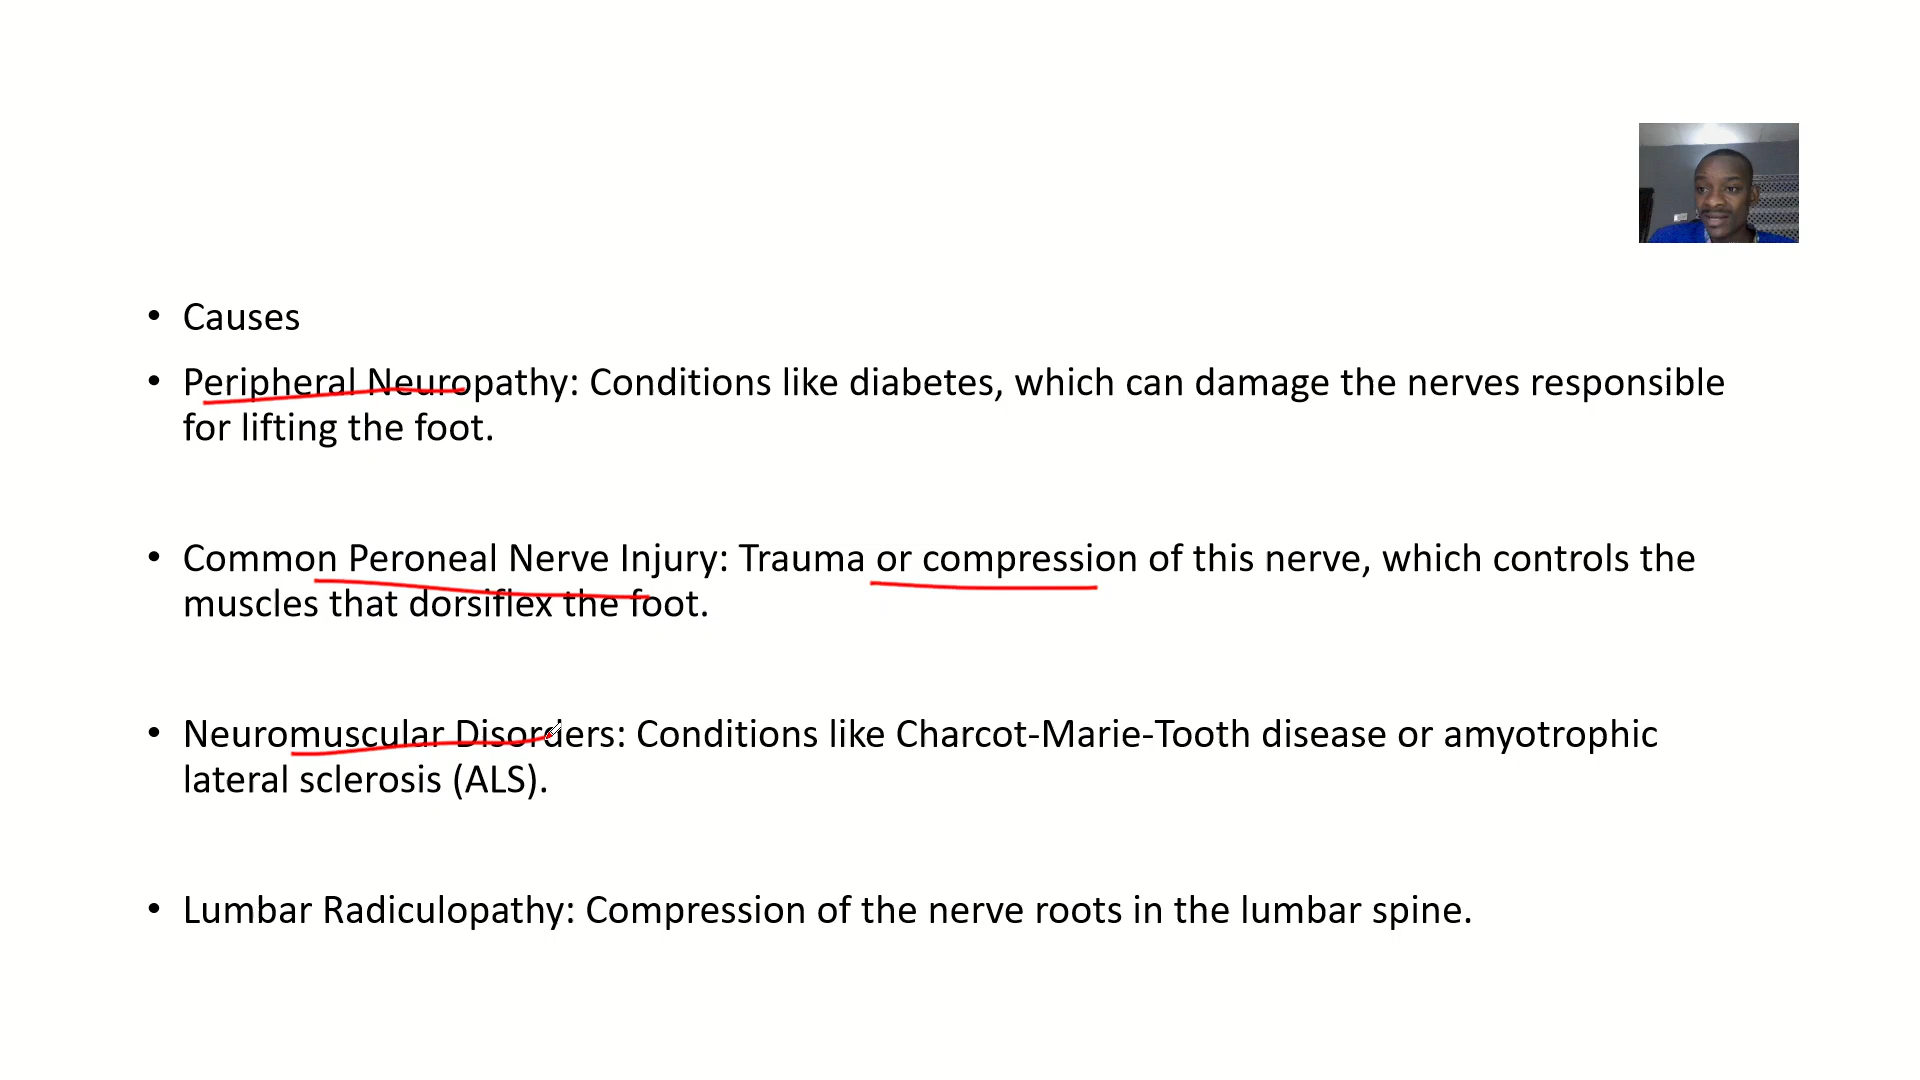 • Causes
• Peripheral Neuropathy: Conditions like diabetes, which can damage the nerves responsible
for lifting the foot.
• Common Peroneal Nerve Injury: Trauma or compression of this nerve, which controls the
muscles that dorsiflex the foot.
• Neuromuscular Disorders: Conditions like Charcot-Marie-Tooth disease or amyotrophic
lateral sclerosis (ALS).
• Lumbar Radiculopathy: Compression of the nerve roots in the lumbar spine.